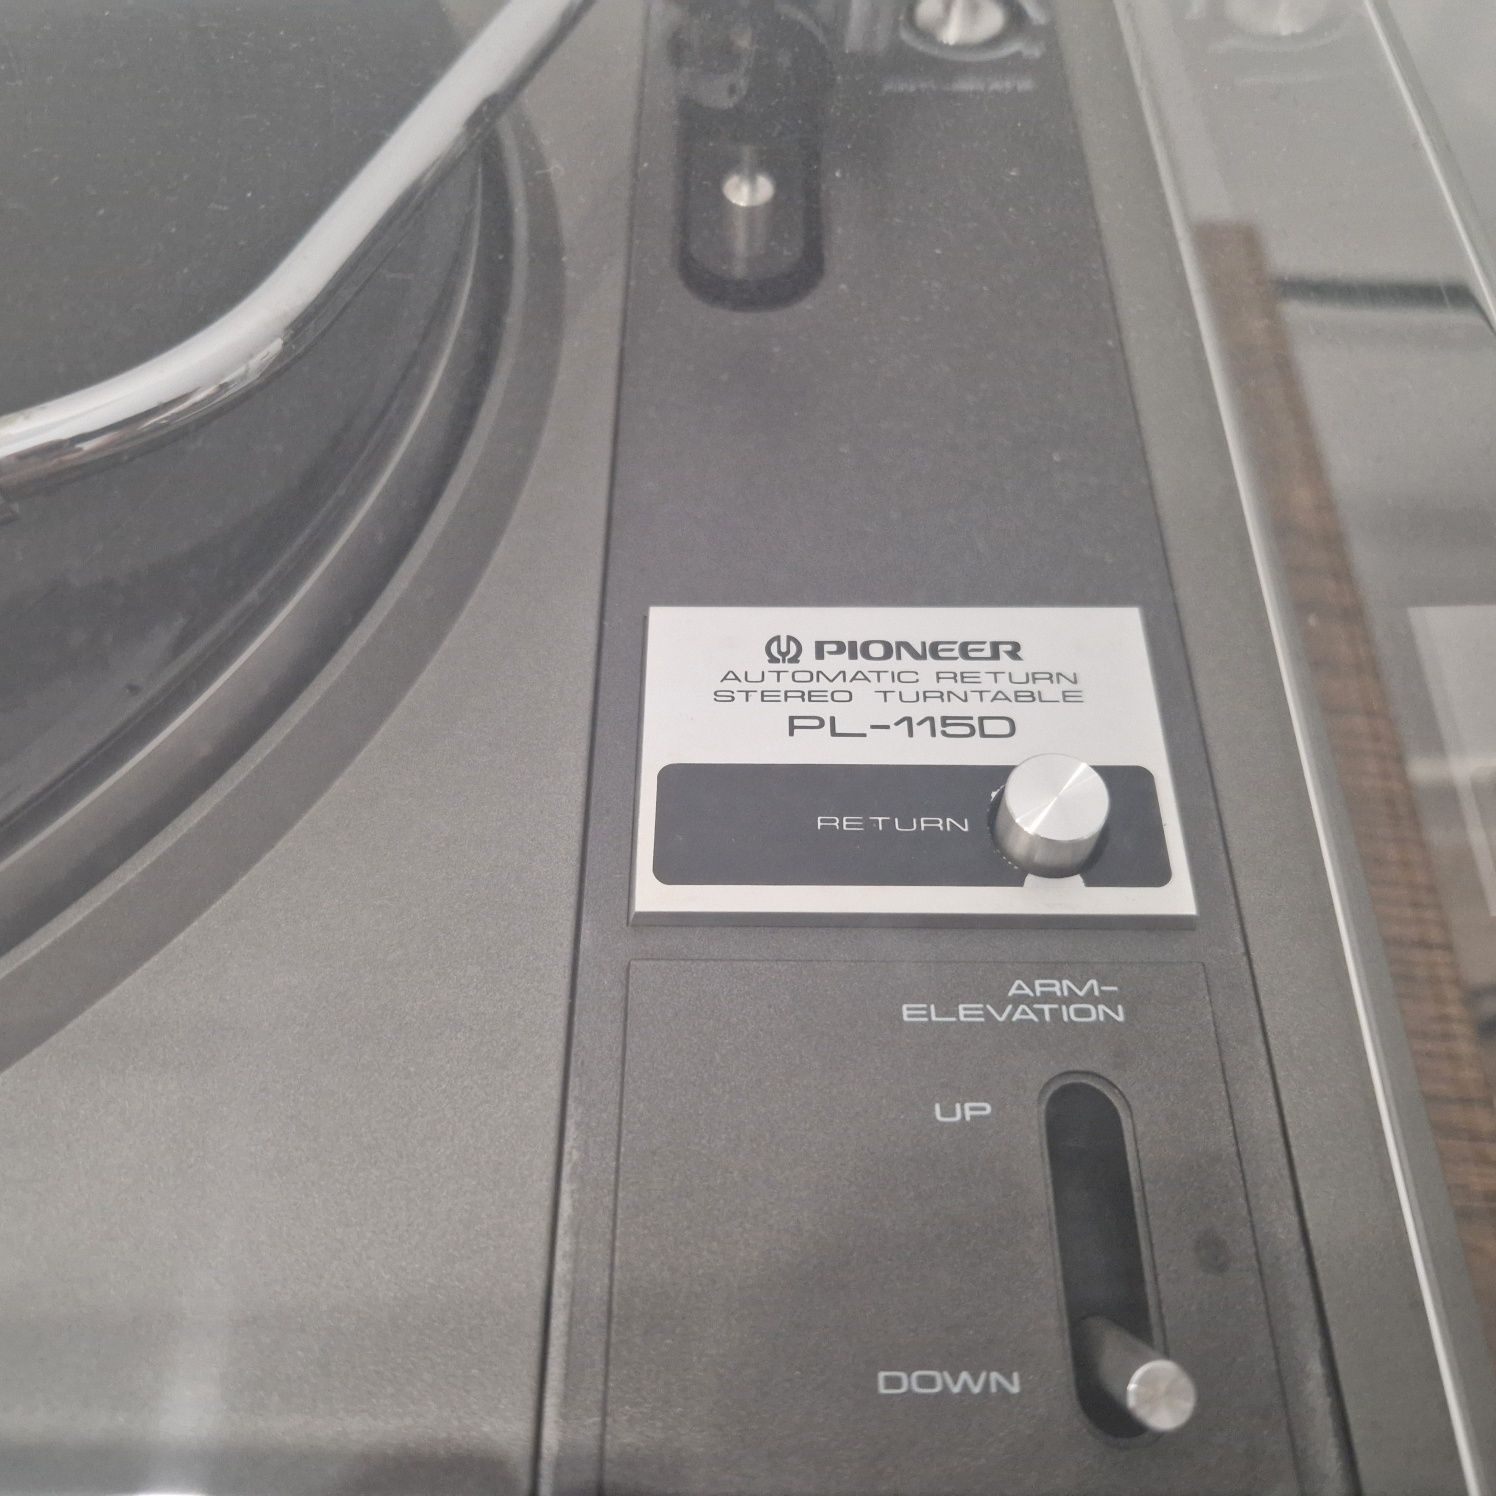 PIONEER
AUTOMATIC RETURN
STEREO TURNTABLE
PL-115D
RETURN
ARM-
ELEVATION
UP
DOWN